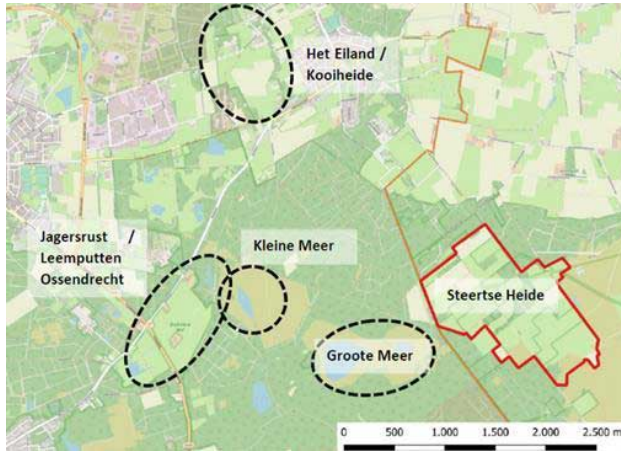 Het Eiland /
Kooiheide
Jagersrust /
Leemputten
Ossendrecht
Kleine Meer
Steertse Heide
Groote Meer
0 500 1.000 1.500 2.000 2.500 m